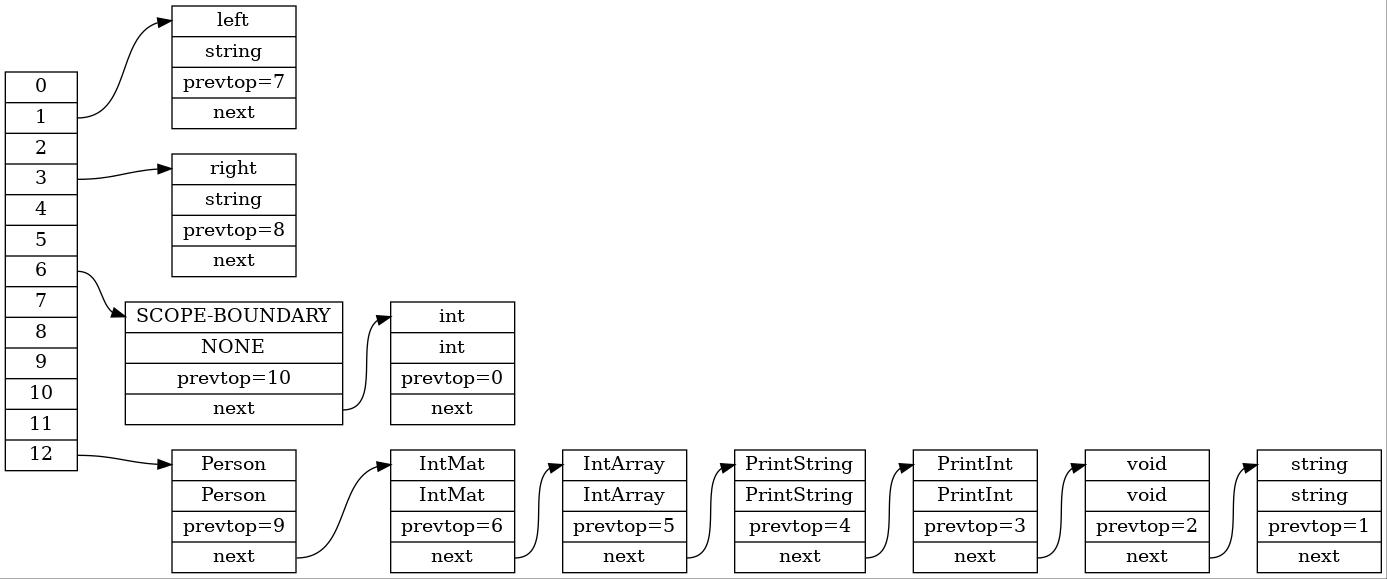 0
1
2
3
4
5
6
7
8
9
10
11
12
left
string
prevtop=7
next
right
string
prevtop=8
next
SCOPE-BOUNDARY
NONE
prevtop=10
next
int
int
prevtop=0
next
Person
Person
prevtop=9
next
IntMat
IntMat
prevtop=6
next
IntArray
IntArray
prevtop=5
next
PrintString
PrintString
prevtop=4
next
PrintInt
PrintInt
prevtop=3
next
void
void
prevtop=2
next
string
string
prevtop=1
next